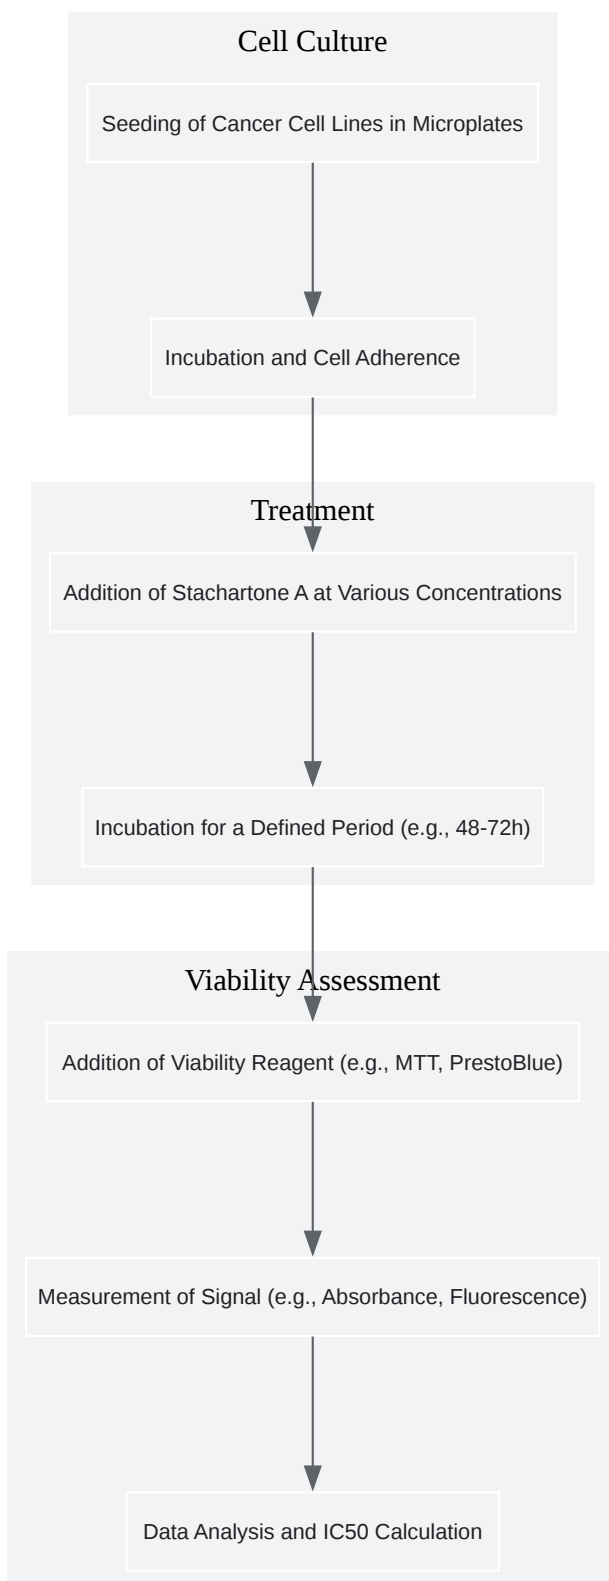 Cell Culture
Seeding of Cancer Cell Lines in Microplates
Incubation and Cell Adherence
Treatment
Addition of Stachartone A at Various Concentrations
Incubation for a Defined Period (e.g., 48-72h)
Viability Assessment
Addition of Viability Reagent (e.g., MTT, PrestoBlue)
Measurement of Signal (e.g., Absorbance, Fluorescence)
Data Analysis and IC50 Calculation